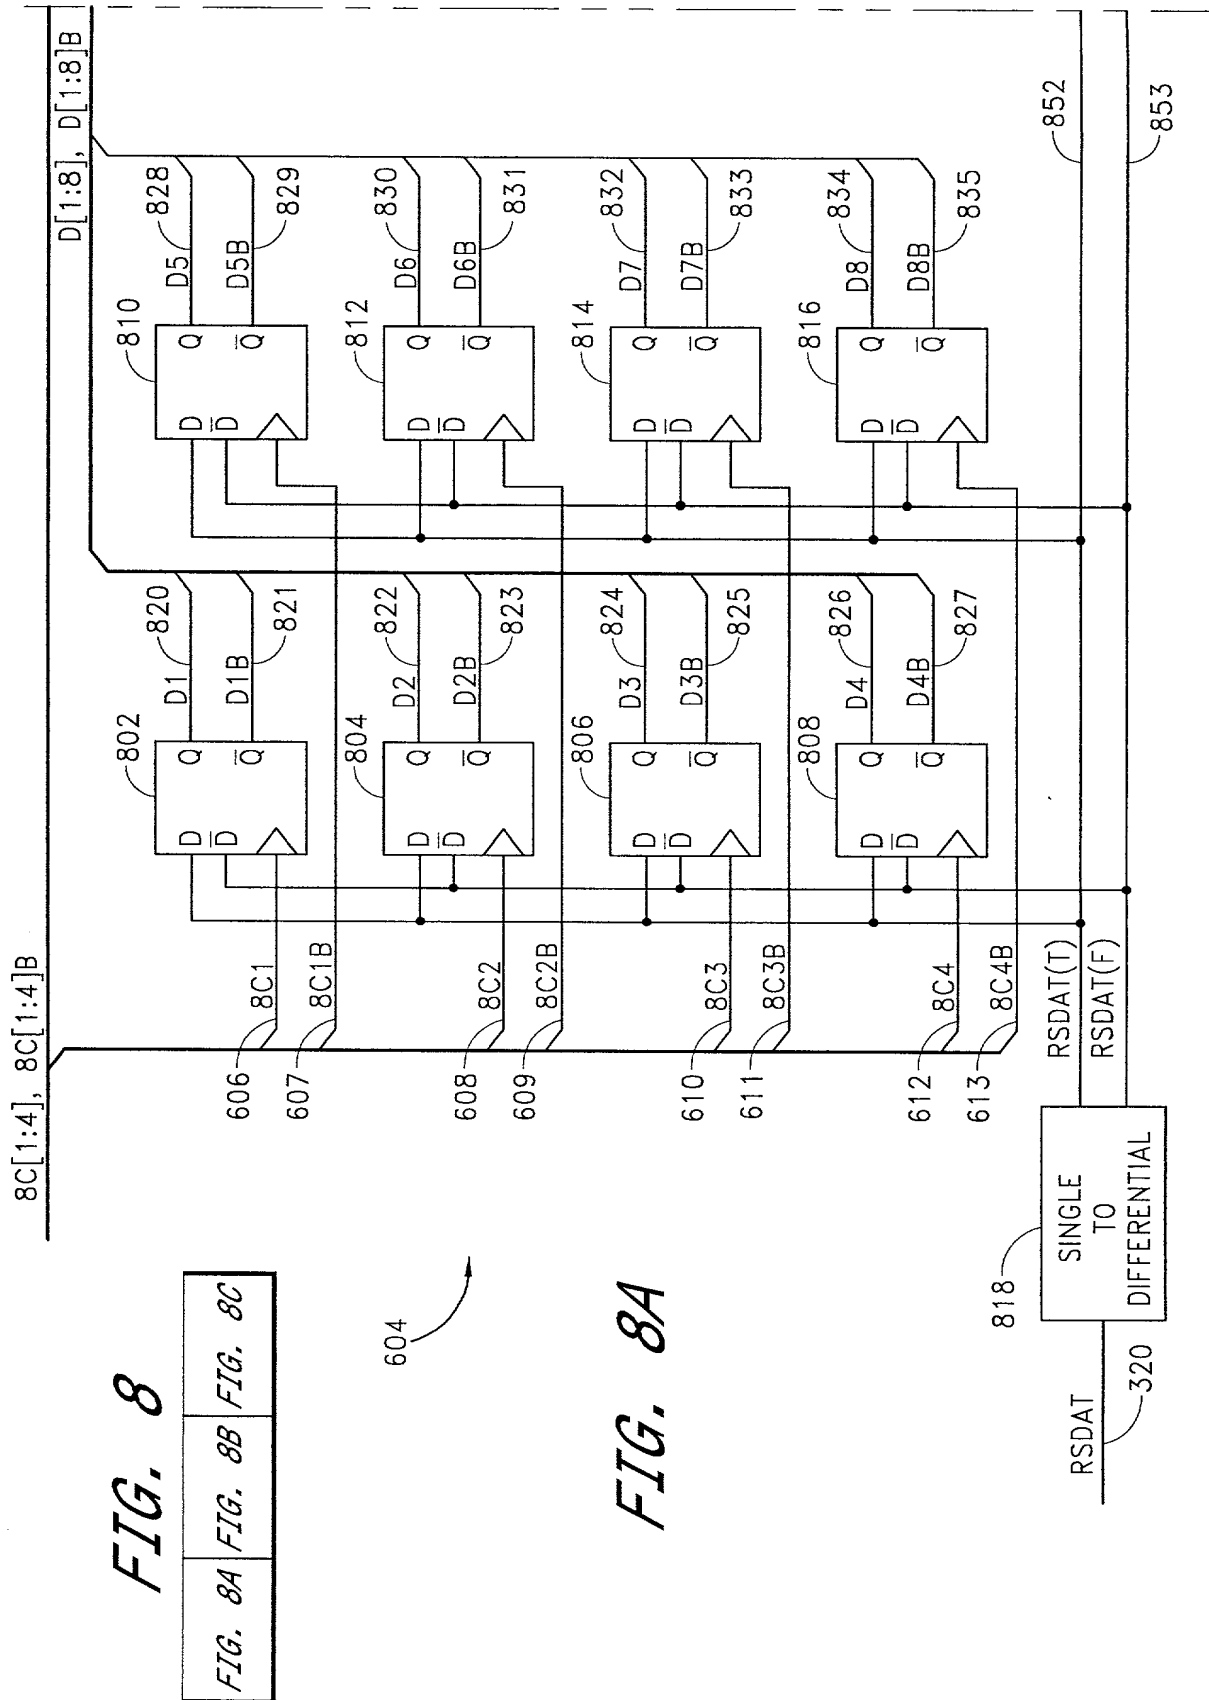 8C[1:4], 8C[1:4]B
D[1:8], D[1:8]B
FIG. 8
FIG. 8A FIG. 8B FIG. 8C
604
FIG. 8A
606
8C1
607
8C1B
802
D
D
Q
Q
D1
820
D1B
821
810
D
D
Q
Q
D5
828
D5B
829
608
8C2
609
8C2B
804
D
D
Q
Q
D2
822
D2B
823
812
D
D
Q
Q
D6
830
D6B
831
610
8C3
611
8C3B
806
D
D
Q
Q
D3
824
D3B
825
814
D
D
Q
Q
D7
832
D7B
833
612
8C4
613
8C4B
808
D
D
Q
Q
D4
826
D4B
827
816
D
D
Q
Q
D8
834
D8B
835
RSDAT
320
818
SINGLE
TO
DIFFERENTIAL
RSDAT(T)
RSDAT(F)
852
853